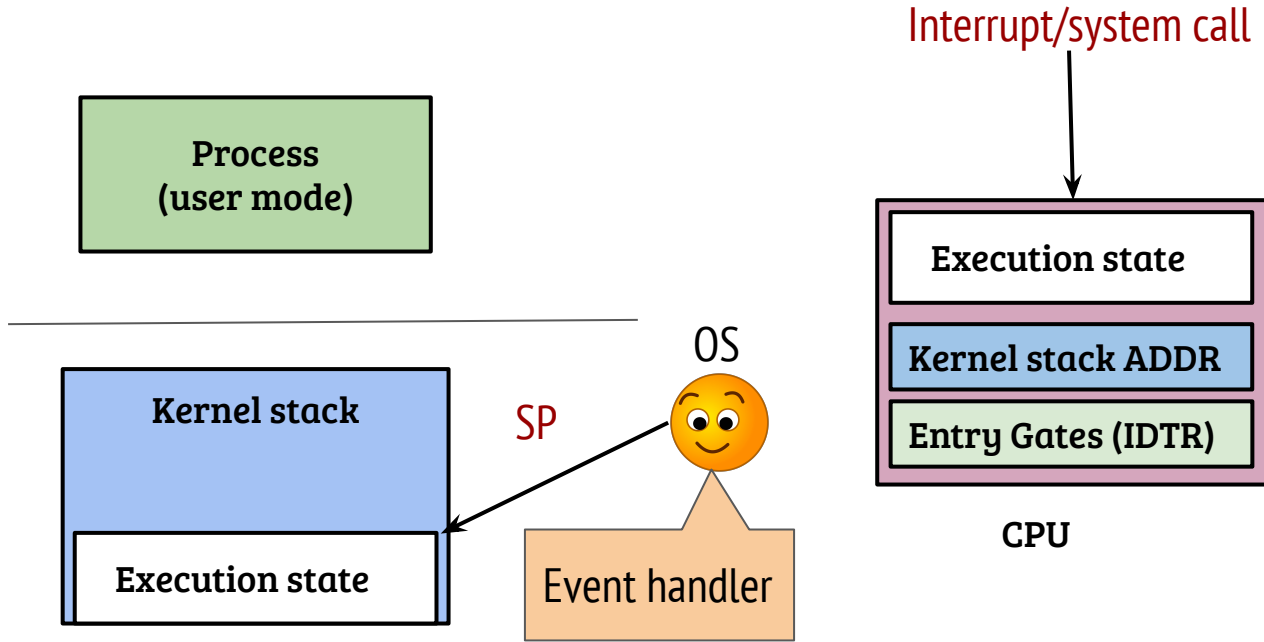 Interrupt/system call
Process
(user mode)
Execution state
Kernel stack ADDR
Entry Gates (IDTR)
CPU
OS
Kernel stack
SP
Execution state
Event handler